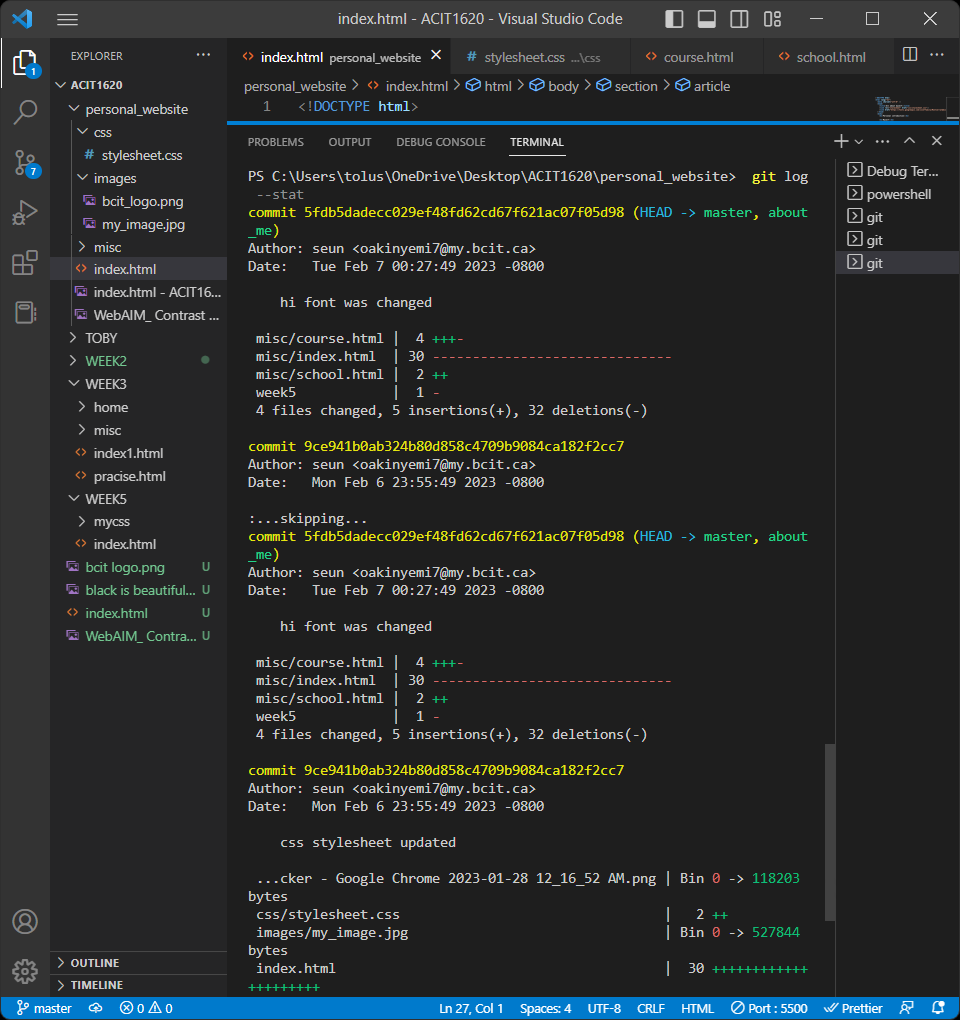 index.html - ACIT1620 - Visual Studio Code
EXPLORER
1
7
ACIT1620
personal_website
css
# stylesheet.css
images
bcit_logo.png
my_image.jpg
misc
<> index.html
index.html - ACIT16...
WebAIM_ Contrast ...
TOBY
WEEK2
WEEK3
home
misc
<> index1.html
<> pracise.html
WEEK5
mycss
<> index.html
bcit logo.png U
black is beautiful... U
<> index.html U
WebAIM_ Contra... U
OUTLINE
TIMELINE
<> index.html personal_website # stylesheet.css ...\css <> course.html <> school.html
personal_website > <> index.html > html > body > section > article
1 <!DOCTYPE html>
PROBLEMS OUTPUT DEBUG CONSOLE TERMINAL
PS C:\Users\tolus\OneDrive\Desktop\ACIT1620\personal_website> git log
--stat
commit 5fdb5dadecc029ef48fd62cd67f621ac07f05d98 (HEAD -> master, about
_me)
Author: seun <oakinyemi7@my.bcit.ca>
Date: Tue Feb 7 00:27:49 2023 -0800
hi font was changed
misc/course.html | 4 +++-
misc/index.html | 30 ------------------------------
misc/school.html | 2 ++
week5 | 1 -
4 files changed, 5 insertions(+), 32 deletions(-)
commit 9ce941b0ab324b80d858c4709b9084ca182f2cc7
Author: seun <oakinyemi7@my.bcit.ca>
Date: Mon Feb 6 23:55:49 2023 -0800
:...skipping...
commit 5fdb5dadecc029ef48fd62cd67f621ac07f05d98 (HEAD -> master, about
_me)
Author: seun <oakinyemi7@my.bcit.ca>
Date: Tue Feb 7 00:27:49 2023 -0800
hi font was changed
misc/course.html | 4 +++-
misc/index.html | 30 ------------------------------
misc/school.html | 2 ++
week5 | 1 -
4 files changed, 5 insertions(+), 32 deletions(-)
commit 9ce941b0ab324b80d858c4709b9084ca182f2cc7
Author: seun <oakinyemi7@my.bcit.ca>
Date: Mon Feb 6 23:55:49 2023 -0800
css stylesheet updated
...cker - Google Chrome 2023-01-28 12_16_52 AM.png | Bin 0 -> 118203
bytes
css/stylesheet.css | 2 ++
images/my_image.jpg | Bin 0 -> 527844
bytes
index.html | 30 ++++++++++++
+++++++++
Debug Ter...
powershell
git
git
git
master 0 0 Ln 27, Col 1 Spaces: 4 UTF-8 CRLF HTML Port : 5500 Prettier